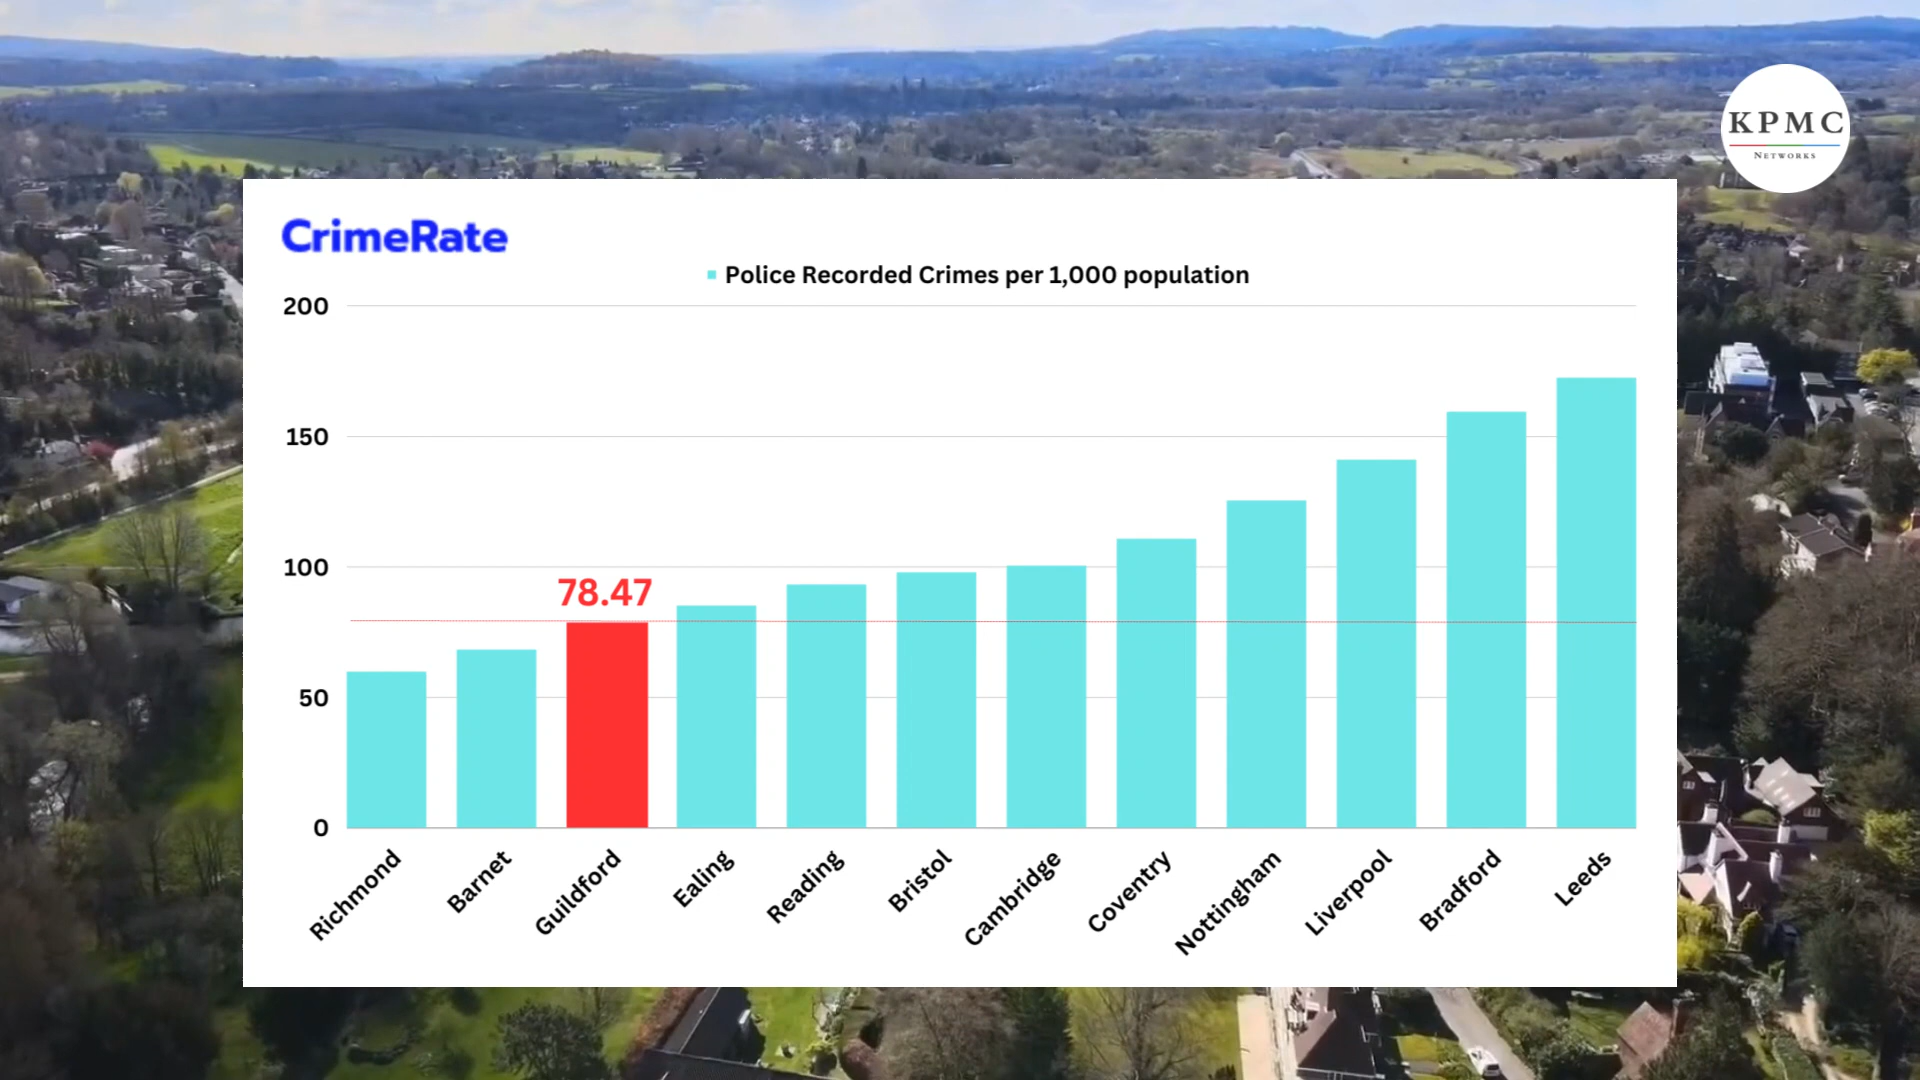 KPMC
NETWORKS
CrimeRate
Police Recorded Crimes per 1,000 population
200
150
100
50
0
78.47
Richmond
Barnet
Guildford
Ealing
Reading
Bristol
Cambridge
Coventry
Nottingham
Liverpool
Bradford
Leeds